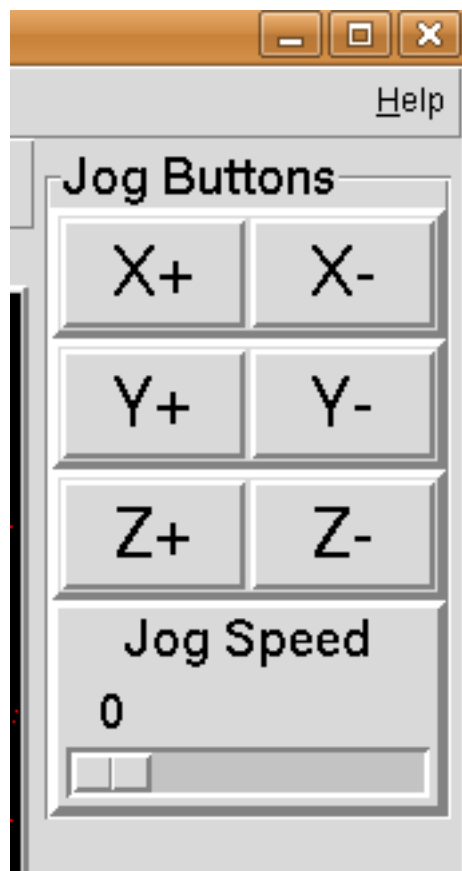 Help
Jog Buttons
X+ X-
Y+ Y-
Z+ Z-
Jog Speed
0